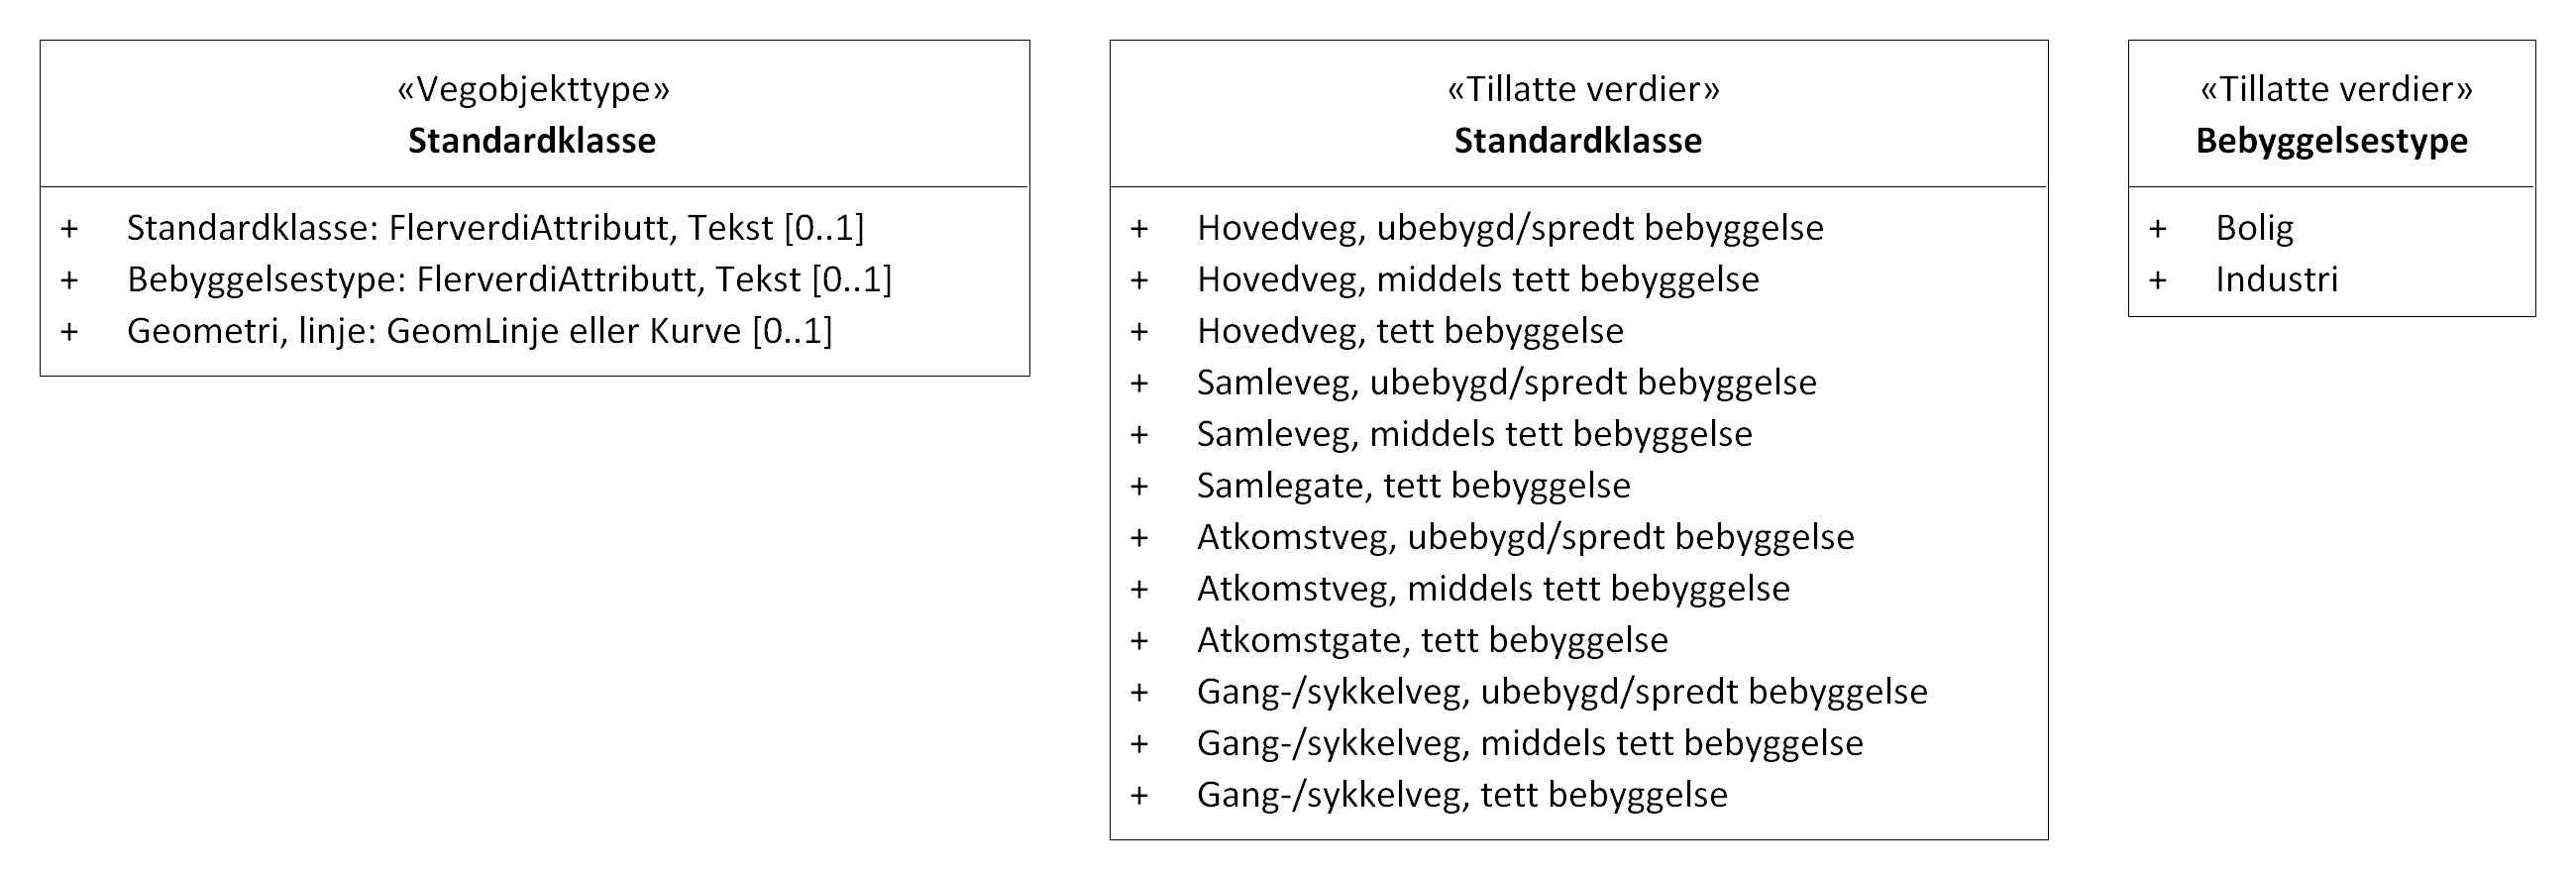 «Vegobjekttype»
Standardklasse
+ Standardklasse: FlerverdiAttributt, Tekst [0..1]
+ Bebyggelsestype: FlerverdiAttributt, Tekst [0..1]
+ Geometri, linje: GeomLinje eller Kurve [0..1]
«Tillatte verdier»
Standardklasse
+ Hovedveg, ubebygd/spredt bebyggelse
+ Hovedveg, middels tett bebyggelse
+ Hovedveg, tett bebyggelse
+ Samleveg, ubebygd/spredt bebyggelse
+ Samleveg, middels tett bebyggelse
+ Samlegate, tett bebyggelse
+ Atkomstveg, ubebygd/spredt bebyggelse
+ Atkomstveg, middels tett bebyggelse
+ Atkomstgate, tett bebyggelse
+ Gang-/sykkelveg, ubebygd/spredt bebyggelse
+ Gang-/sykkelveg, middels tett bebyggelse
+ Gang-/sykkelveg, tett bebyggelse
«Tillatte verdier»
Bebyggelsestype
+ Bolig
+ Industri